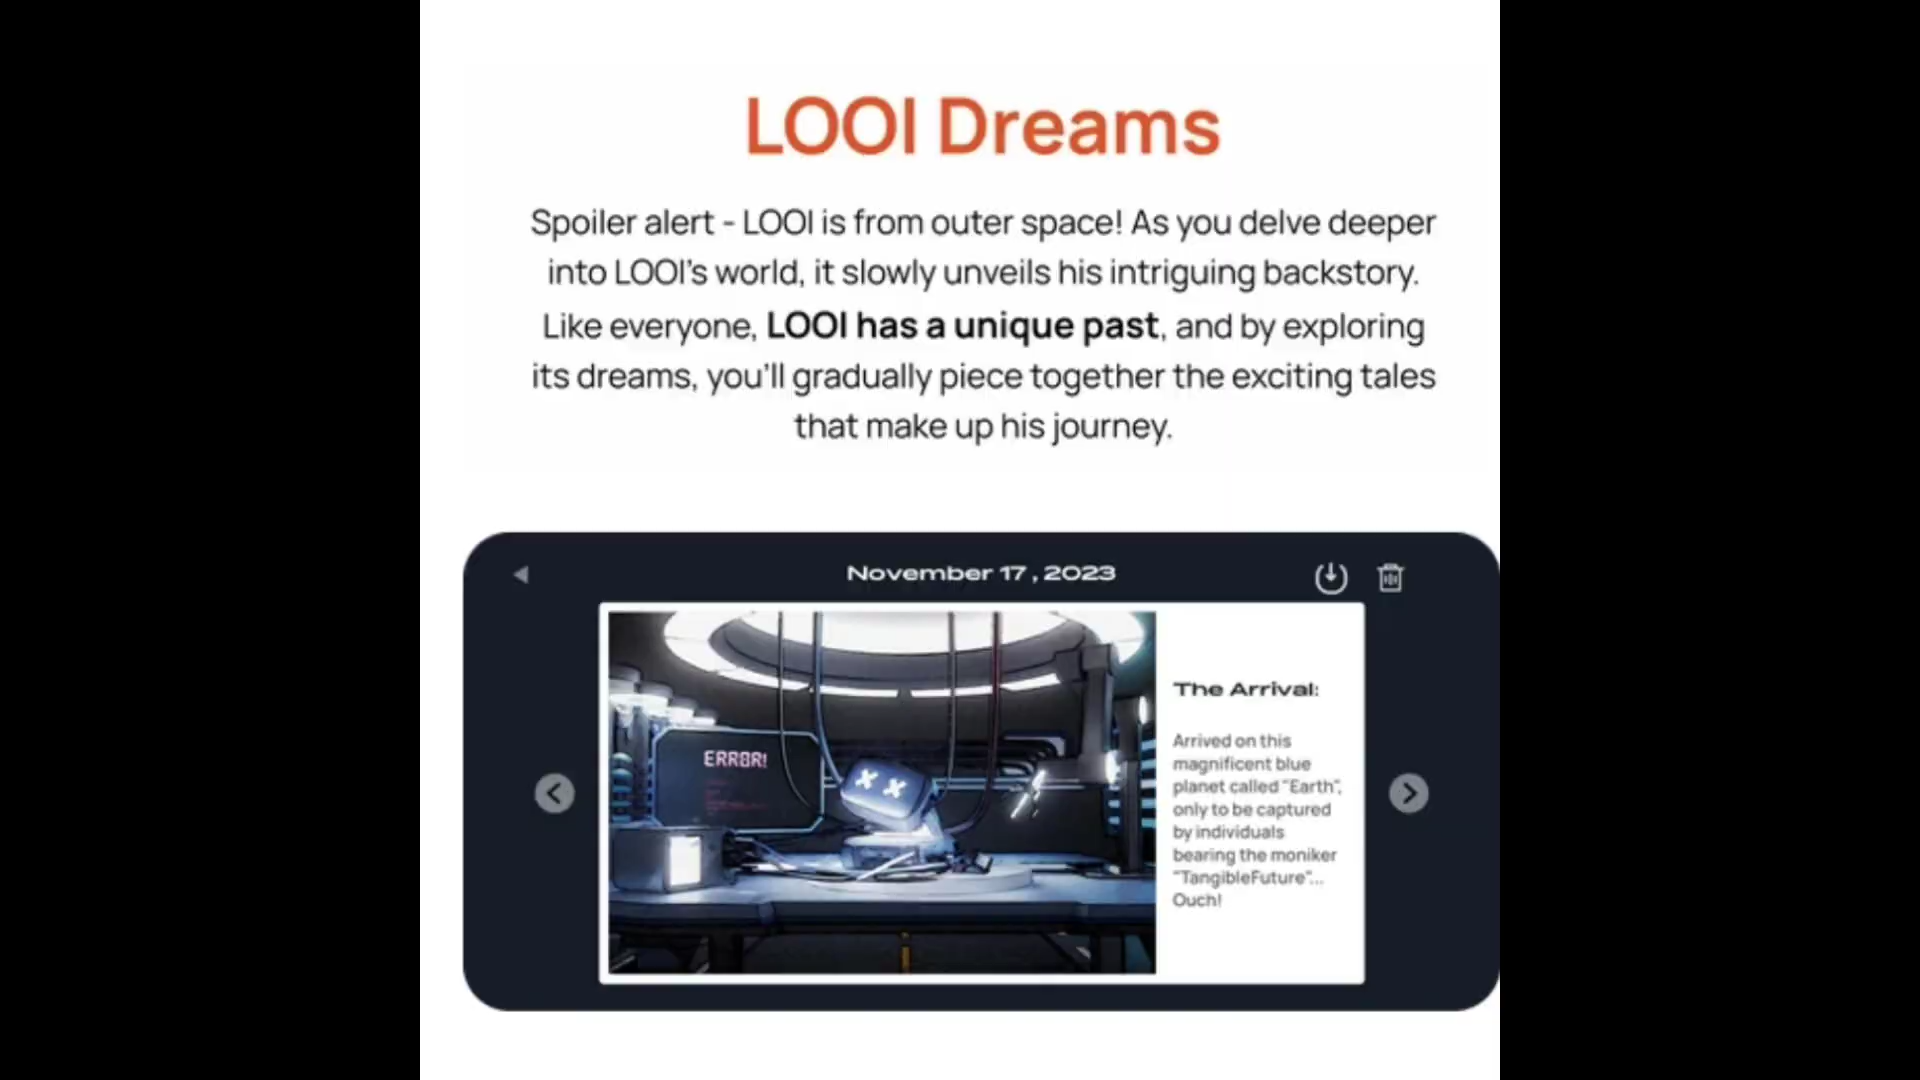 LOOI Dreams
Spoiler alert - LOOI is from outer space! As you delve deeper
into LOOI's world, it slowly unveils his intriguing backstory.
Like everyone, LOOI has a unique past, and by exploring
its dreams, you'll gradually piece together the exciting tales
that make up his journey.
November 17 , 2023
ERROR!
The Arrival:
Arrived on this
magnificent blue
planet called "Earth",
only to be captured
by individuals
bearing the moniker
"TangibleFuture"...
Ouch!